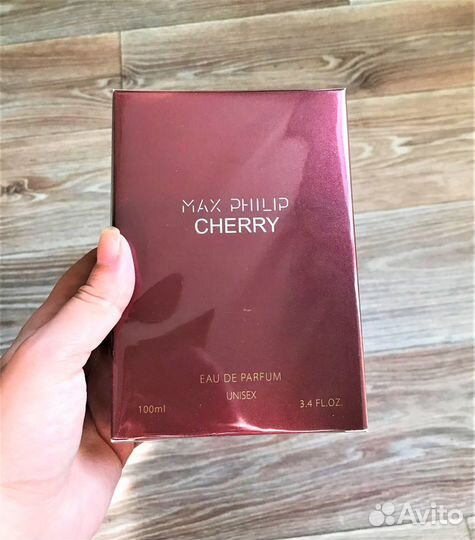 MAX PHILIP
CHERRY
EAU DE PARFUM
UNISEX
100ml
3.4 FL.OZ.
Avito